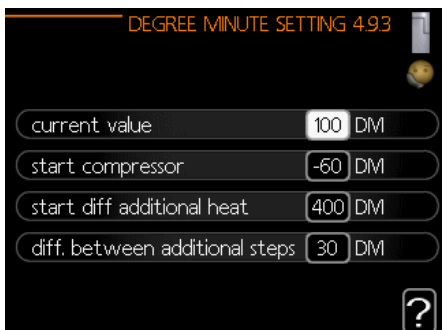 DEGREE MINUTE SETTING 4.9.3
current value 100 DM
start compressor -60 DM
start diff additional heat 400 DM
diff. between additional steps 30 DM
?